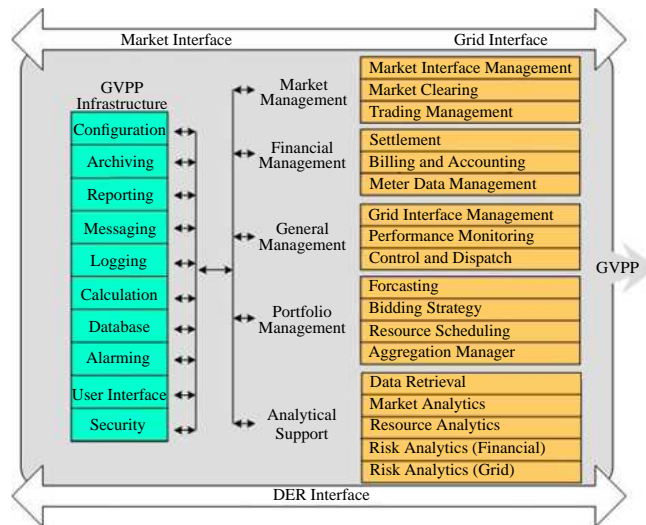 Market Interface
Grid Interface
GVPP
Infrastructure
Configuration
Archiving
Reporting
Messaging
Logging
Calculation
Database
Alarming
User Interface
Security
Market
Management
Financial
Management
General
Management
Portfolio
Management
Analytical
Support
Market Interface Management
Market Clearing
Trading Management
Settlement
Billing and Accounting
Meter Data Management
Grid Interface Management
Performance Monitoring
Control and Dispatch
Forcasting
Bidding Strategy
Resource Scheduling
Aggregation Manager
Data Retrieval
Market Analytics
Resource Analytics
Risk Analytics (Financial)
Risk Analytics (Grid)
GVPP
DER Interface